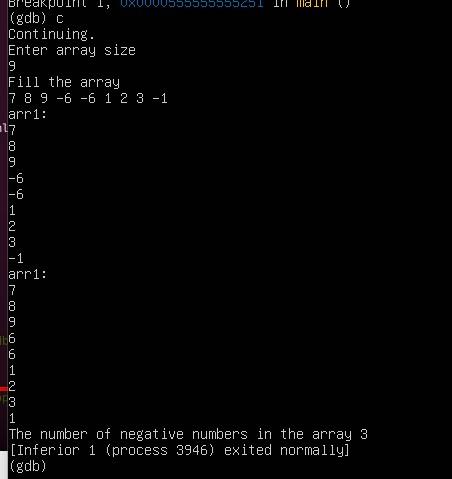 Breakpoint 1, 0x0000555555555251 in main ()
(gdb) c
Continuing.
Enter array size
9
Fill the array
7 8 9 -6 -6 1 2 3 -1
arr1:
7
8
9
-6
-6
1
2
3
-1
arr1:
7
8
9
6
6
1
2
3
1
The number of negative numbers in the array 3
[Inferior 1 (process 3946) exited normally]
(gdb)